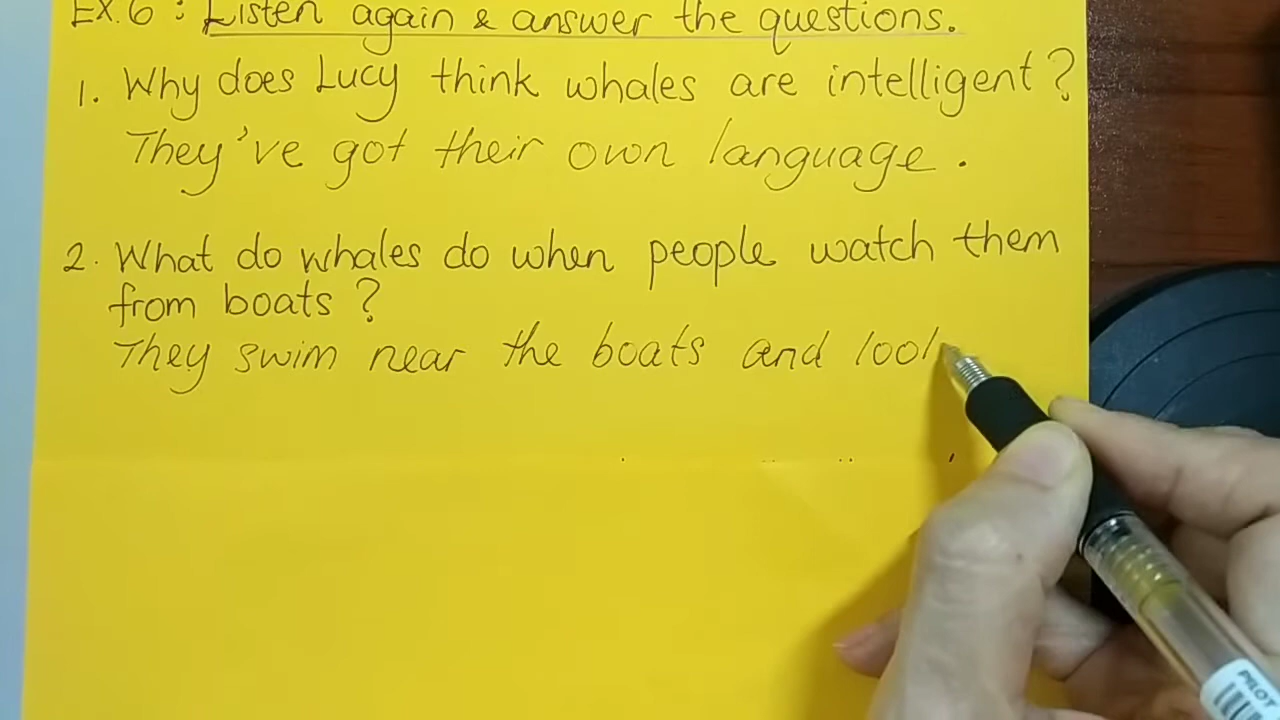 Ex.6 : Listen again & answer the questions.
1. Why does Lucy think whales are intelligent?
They've got their own language.
2. What do whales do when people watch them
from boats?
They swim near the boats and
PILOT